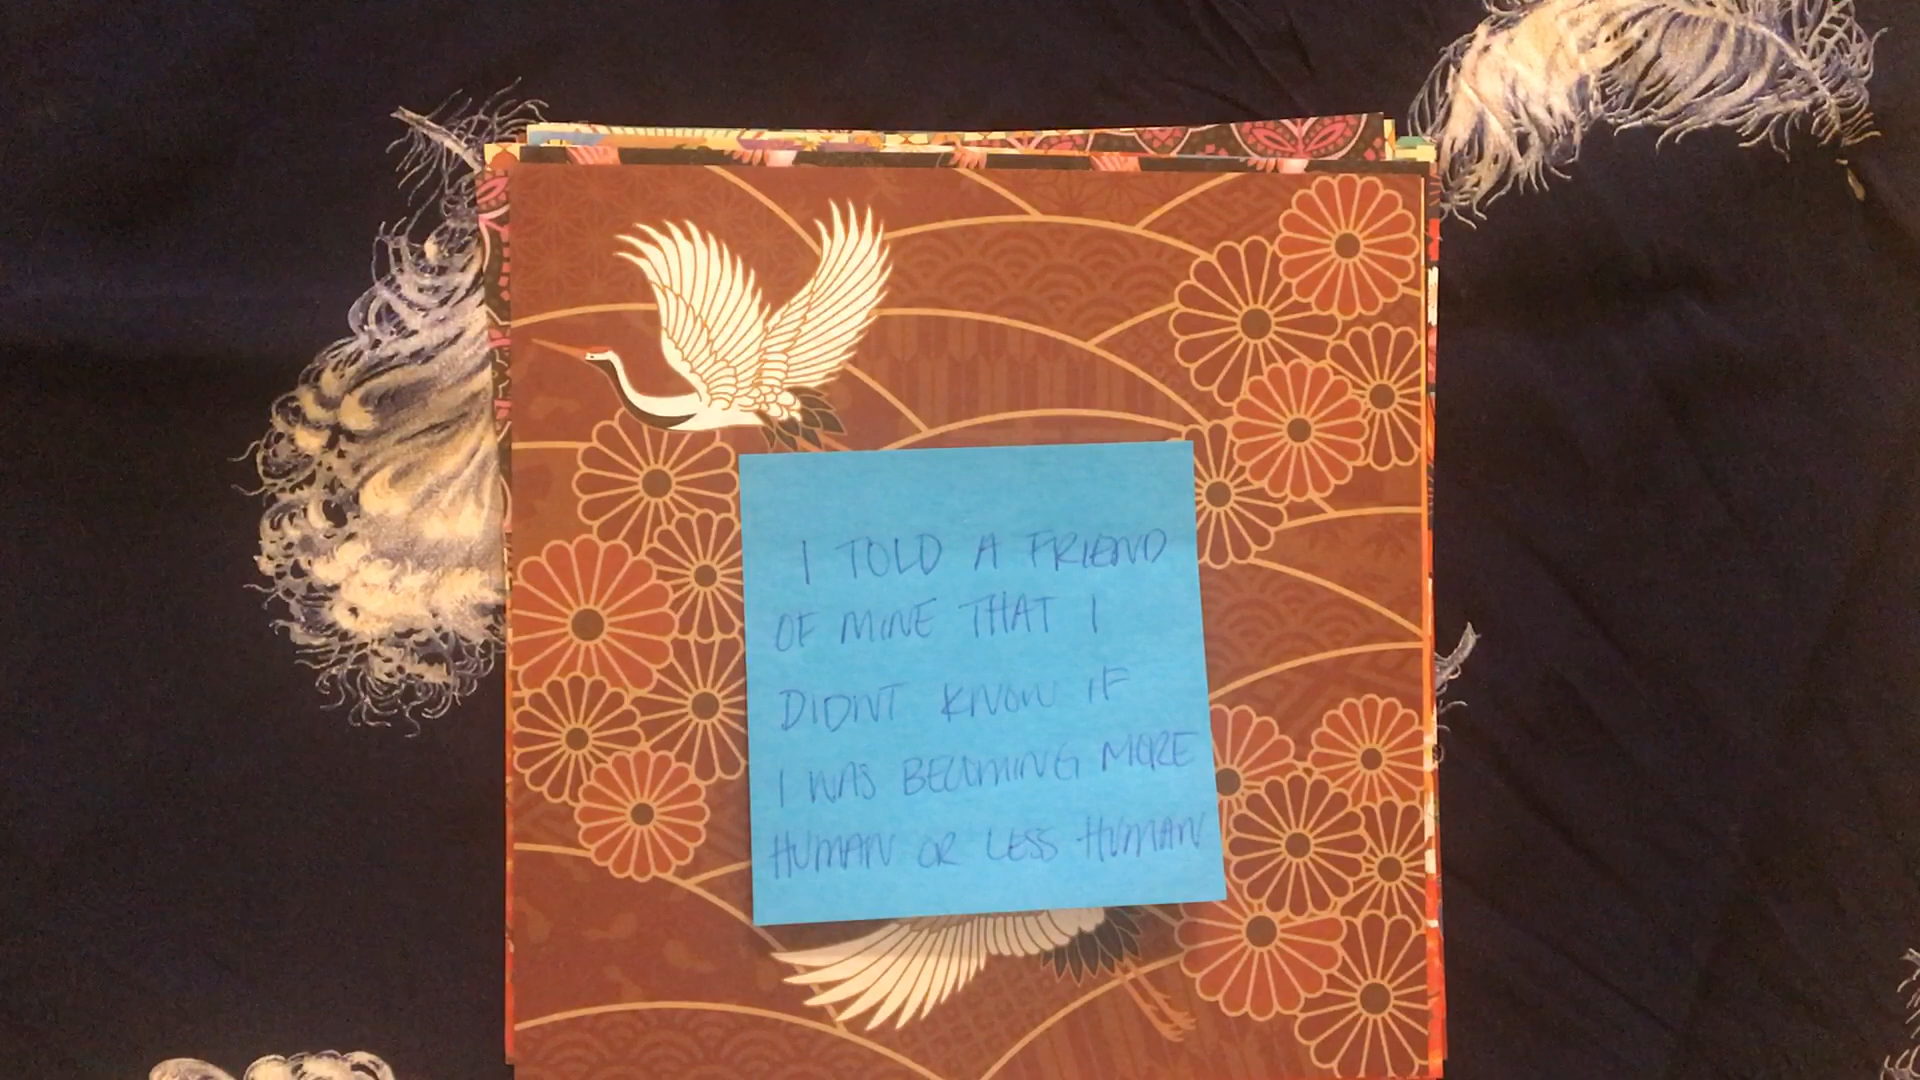 I TOLD A FRIEND
OF MINE THAT I
DIDNT KNOW IF
I WAS BECOMING MORE
HUMAN OR LESS HUMAN